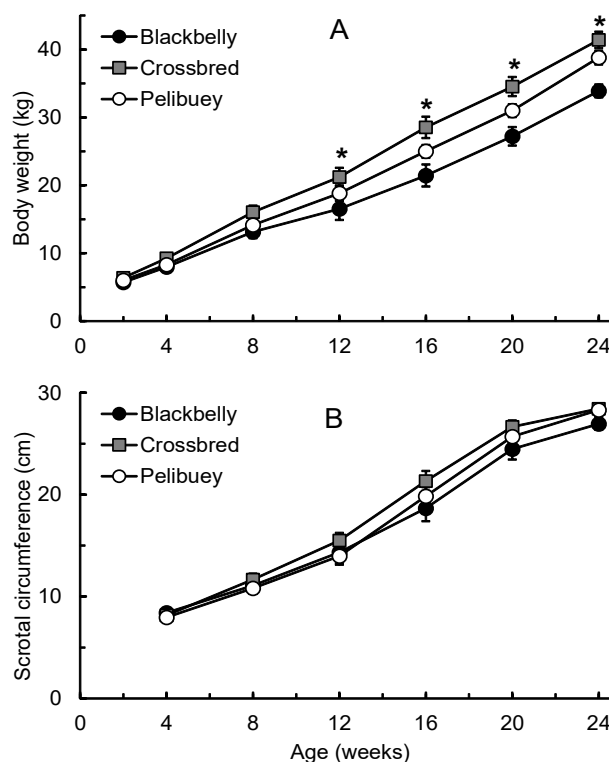 A
Blackbelly
Crossbred
Pelibuey
Body weight (kg)
40
30
20
10
0
* * * * *
0 4 8 12 16 20 24
B
Blackbelly
Crossbred
Pelibuey
Scrotal circumference (cm)
30
20
10
0
0 4 8 12 16 20 24
Age (weeks)